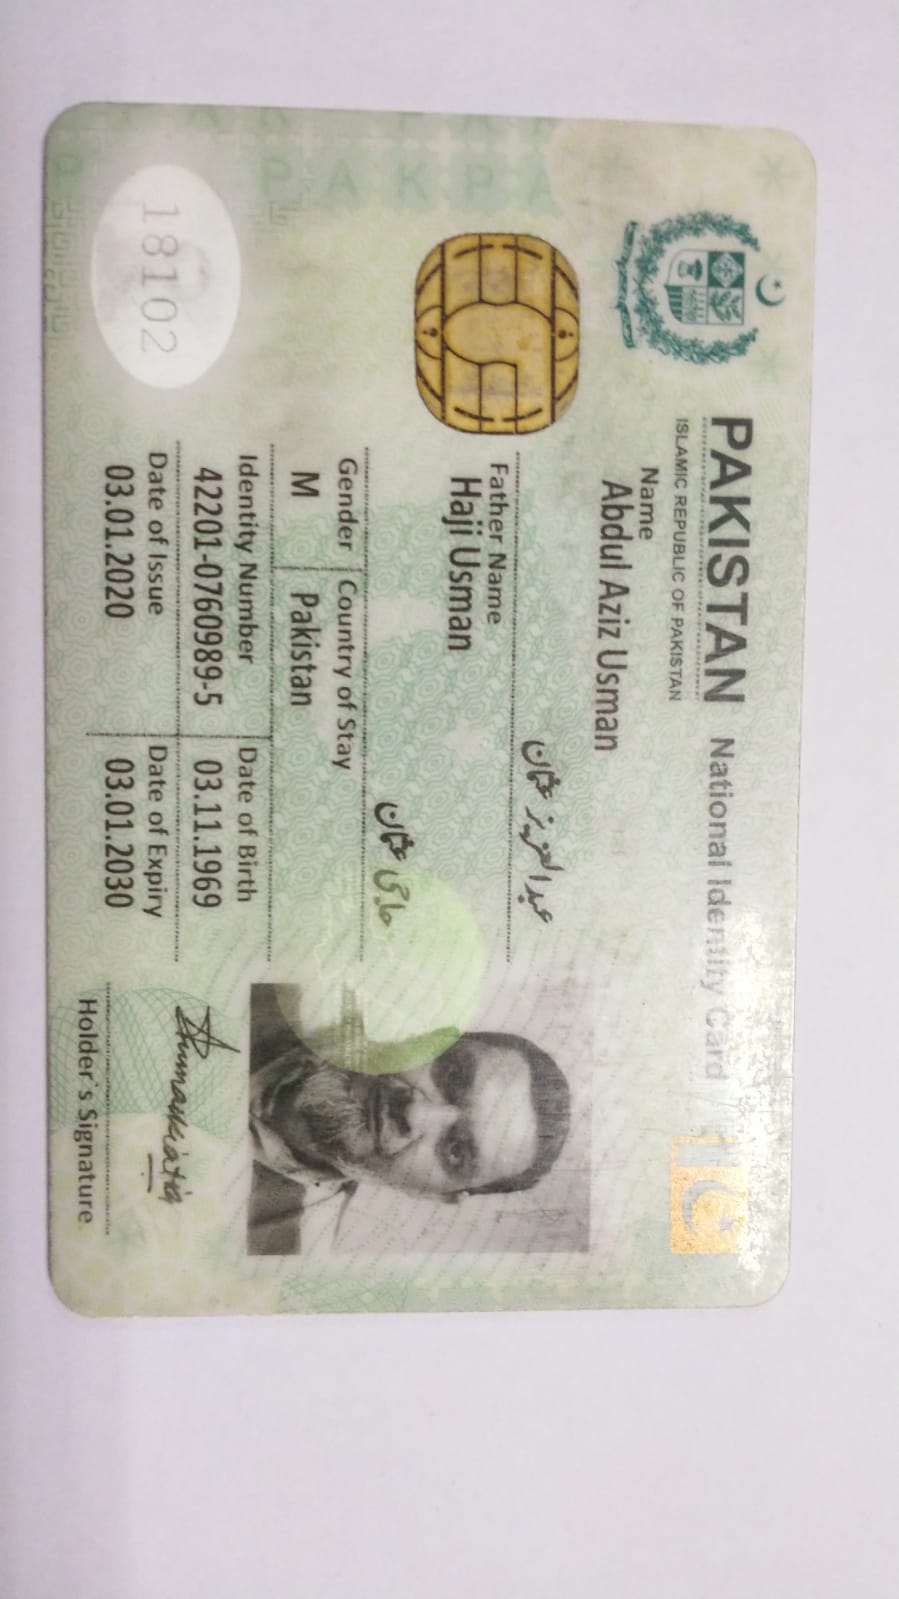 PAKISTAN National Identity Card
ISLAMIC REPUBLIC OF PAKISTAN
Name
Abdul Aziz Usman
عبدالعزیز عثمان
Father Name
Haji Usman
حاجی عثمان
Gender Country of Stay
M Pakistan
Identity Number Date of Birth
42201-0760989-5 03.11.1969
Date of Issue Date of Expiry
03.01.2020 03.01.2030
Holder's Signature
18102
PAKPA